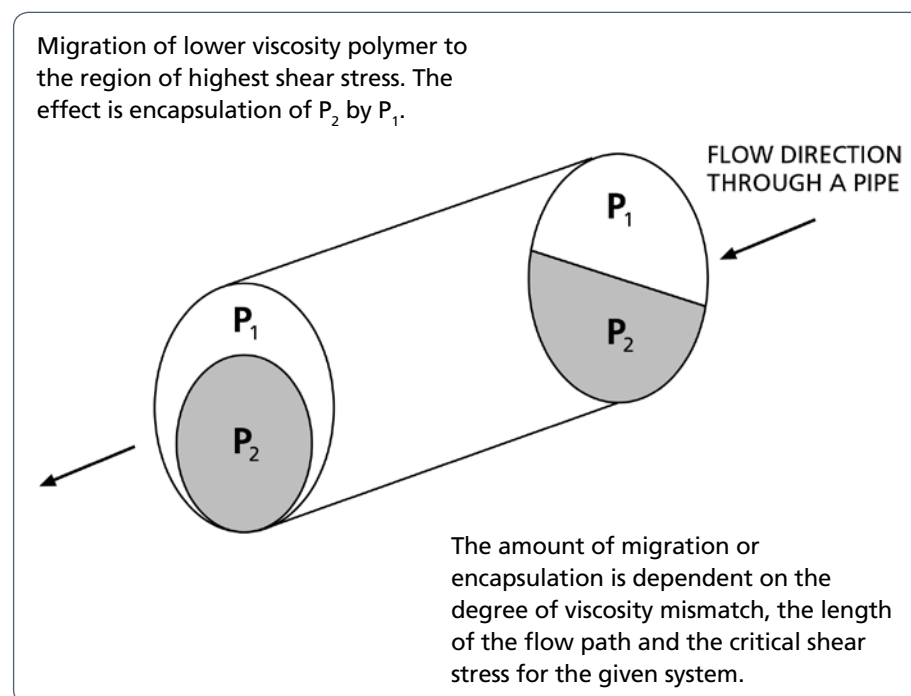 Migration of lower viscosity polymer to
the region of highest shear stress. The
effect is encapsulation of P₂ by P₁.
FLOW DIRECTION
THROUGH A PIPE
P₁
P₂
P₁
P₂
The amount of migration or
encapsulation is dependent on the
degree of viscosity mismatch, the length
of the flow path and the critical shear
stress for the given system.